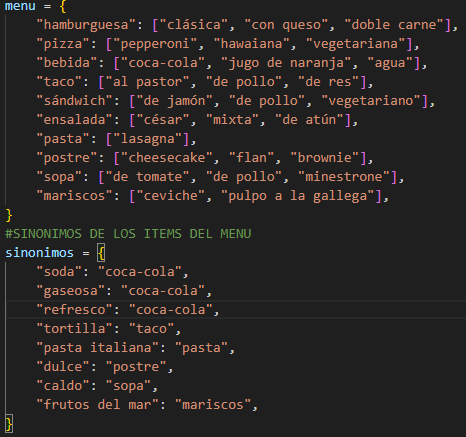 menu = {
    "hamburguesa": ["clásica", "con queso", "doble carne"],
    "pizza": ["pepperoni", "hawaiana", "vegetariana"],
    "bebida": ["coca-cola", "jugo de naranja", "agua"],
    "taco": ["al pastor", "de pollo", "de res"],
    "sándwich": ["de jamón", "de pollo", "vegetariano"],
    "ensalada": ["césar", "mixta", "de atún"],
    "pasta": ["lasagna"],
    "postre": ["cheesecake", "flan", "brownie"],
    "sopa": ["de tomate", "de pollo", "minestrone"],
    "mariscos": ["ceviche", "pulpo a la gallega"],
}
#SINONIMOS DE LOS ITEMS DEL MENU
sinonimos = {
    "soda": "coca-cola",
    "gaseosa": "coca-cola",
    "refresco": "coca-cola",
    "tortilla": "taco",
    "pasta italiana": "pasta",
    "dulce": "postre",
    "caldo": "sopa",
    "frutos del mar": "mariscos",
}